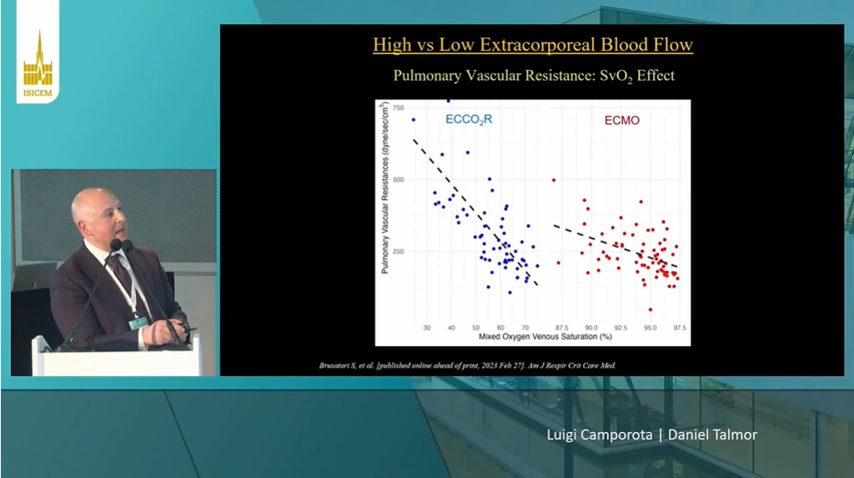 ISICEM
High vs Low Extracorporeal Blood Flow
Pulmonary Vascular Resistance: SvO₂ Effect
Pulmonary Vascular Resistances (dyne/sec/cm⁵)
ECCO₂R
ECMO
750
500
250
30 40 50 60 70 87.5 90.0 92.5 95.0 97.5
Mixed Oxygen Venous Saturation (%)
Brusatori S, et al. [published online ahead of print, 2023 Feb 27]. Am J Respir Crit Care Med.
Luigi Camporota | Daniel Talmor